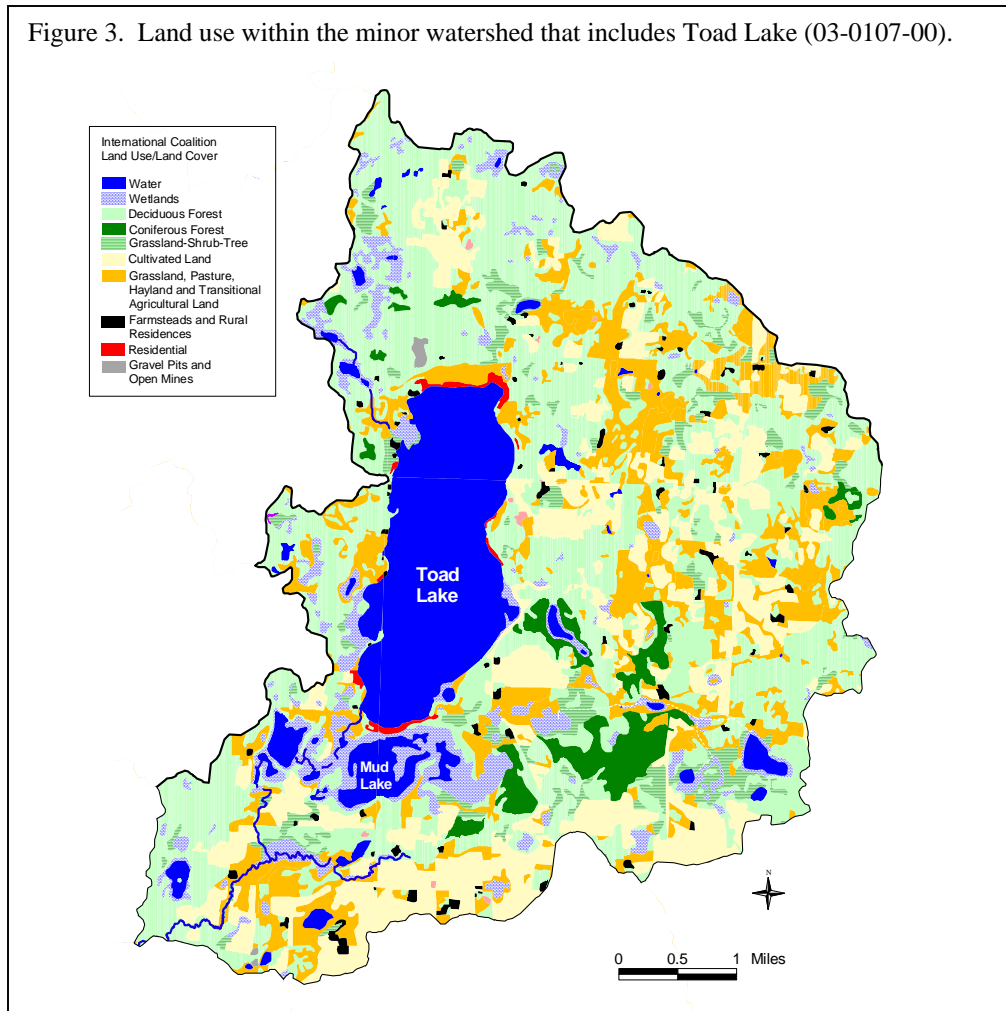 Figure 3.  Land use within the minor watershed that includes Toad Lake (03-0107-00).
International Coalition
Land Use/Land Cover
Water
Wetlands
Deciduous Forest
Coniferous Forest
Grassland-Shrub-Tree
Cultivated Land
Grassland, Pasture,
Hayland and Transitional
Agricultural Land
Farmsteads and Rural
Residences
Residential
Gravel Pits and
Open Mines
Toad
Lake
Mud
Lake
N
0 0.5 1 Miles